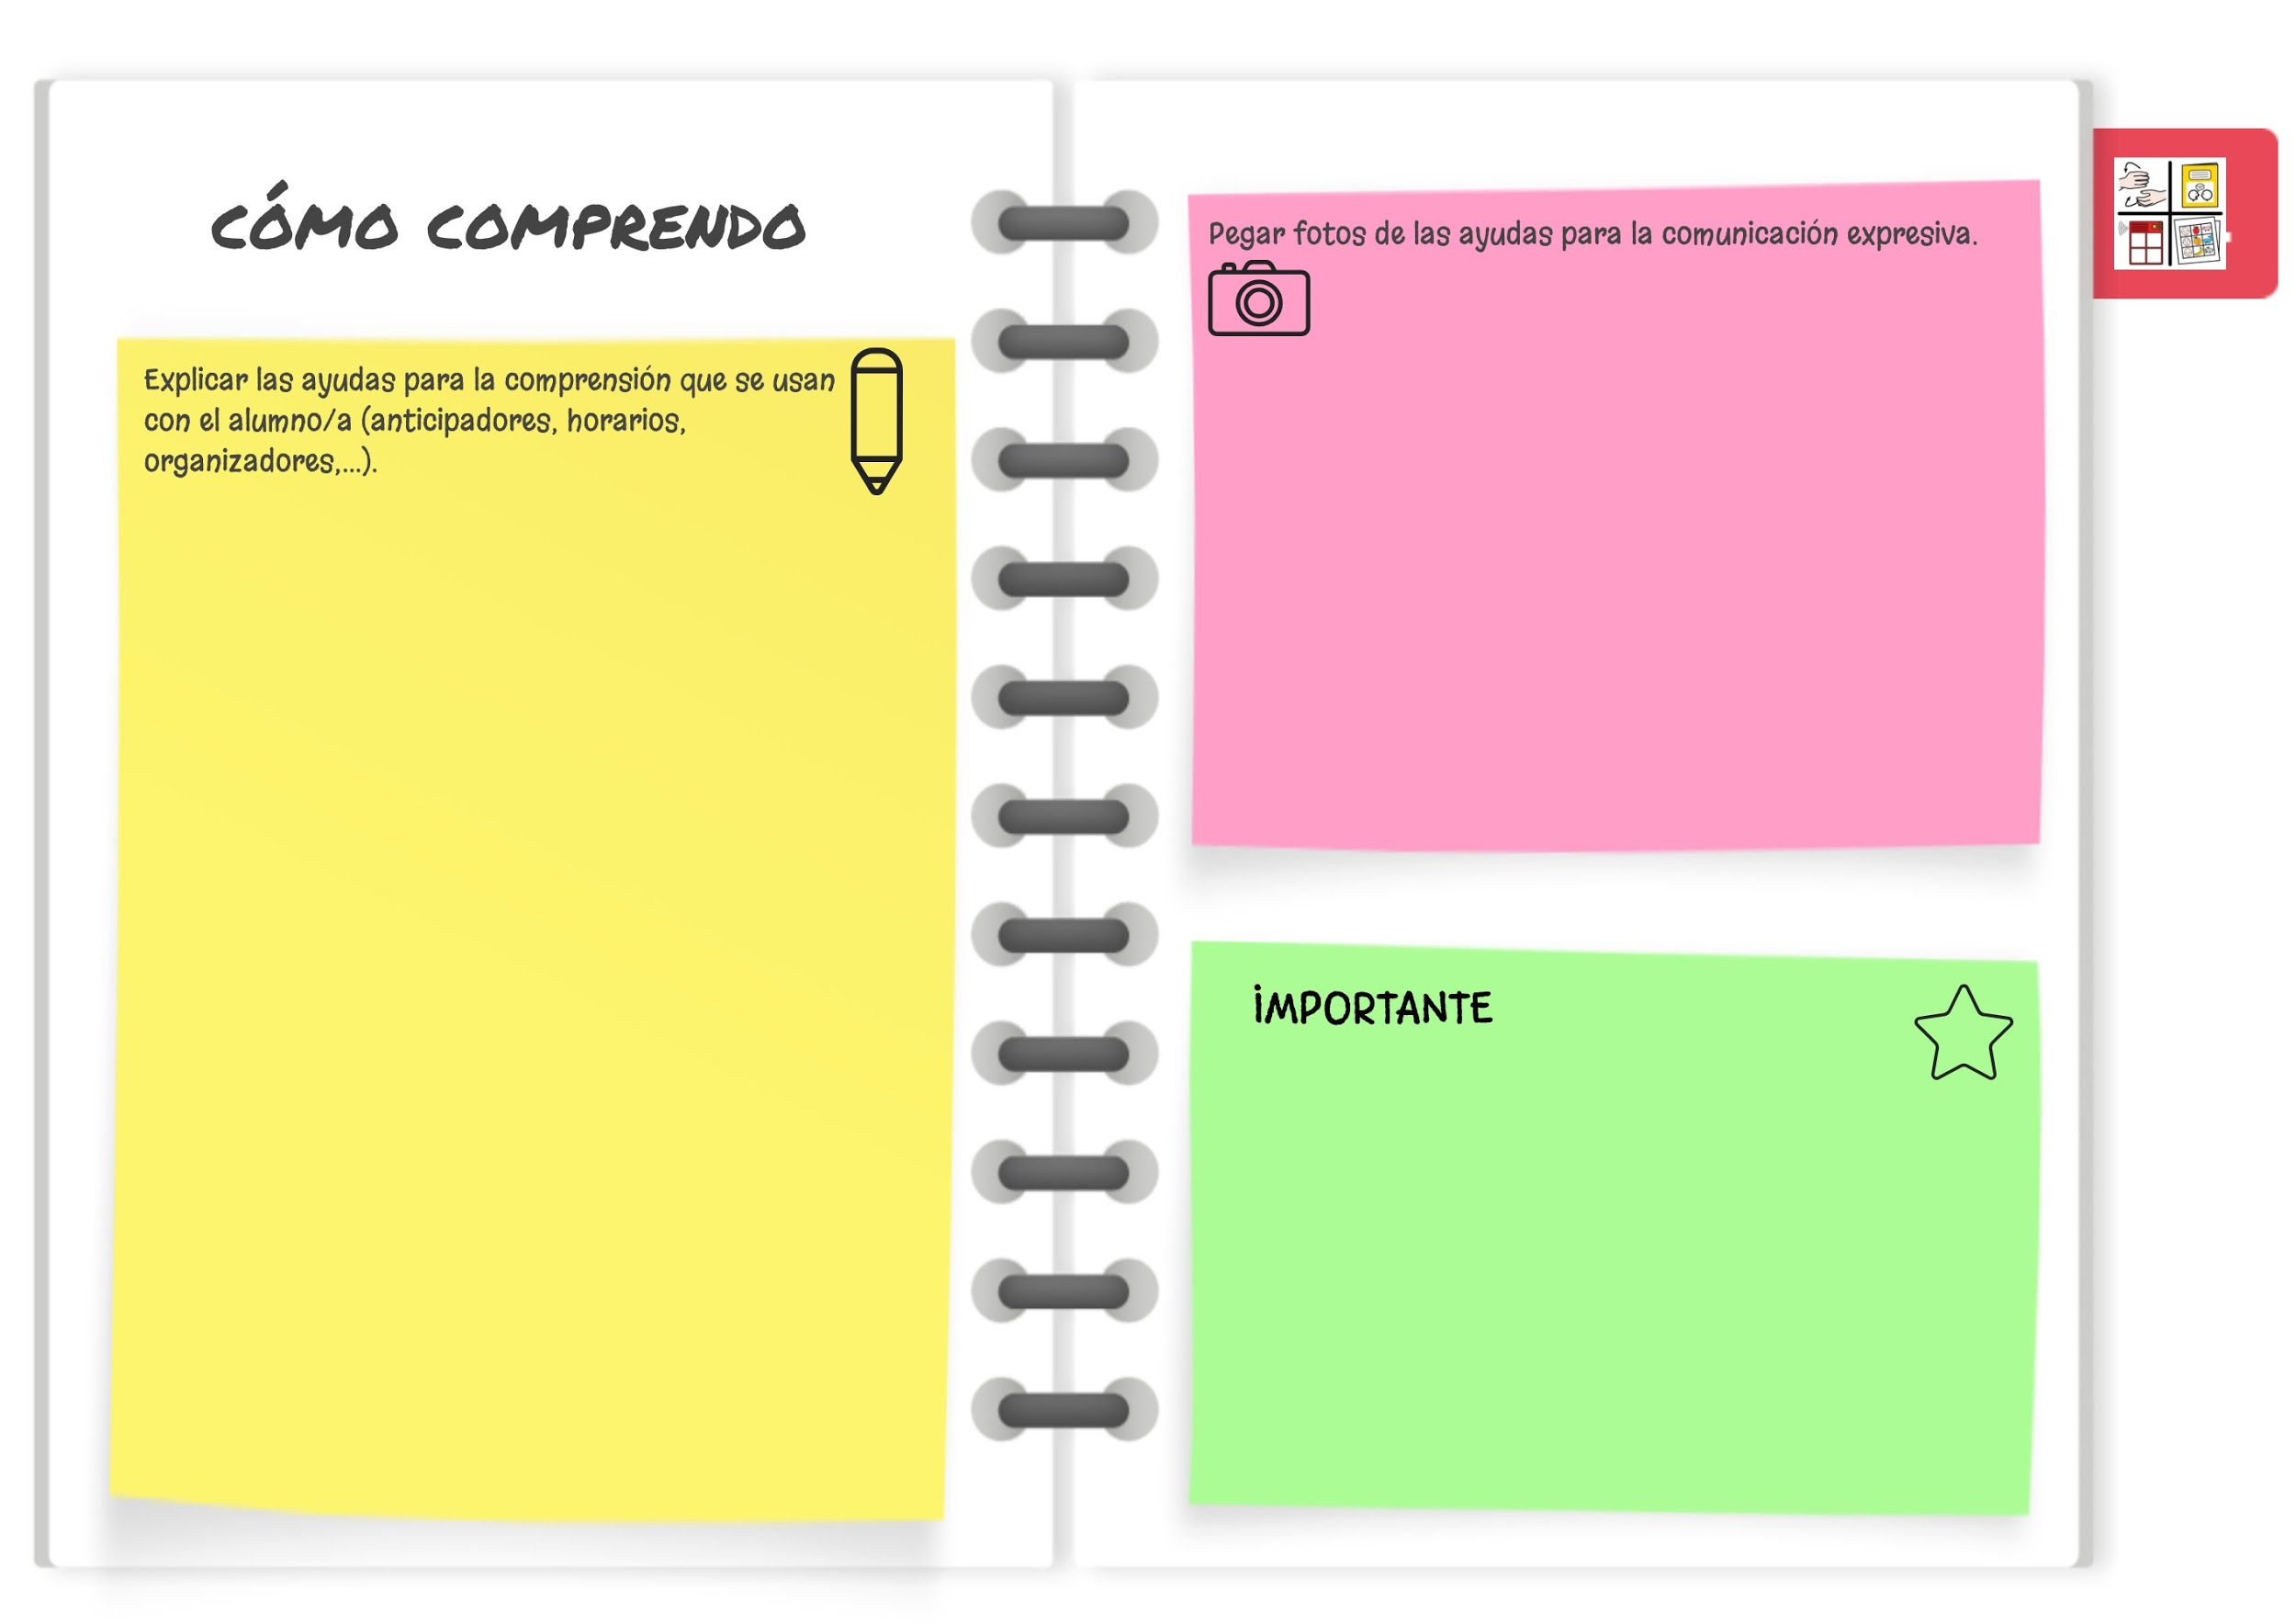 CÓMO COMPRENDO
Explicar las ayudas para la comprensión que se usan
con el alumno/a (anticipadores, horarios,
organizadores,...).
Pegar fotos de las ayudas para la comunicación expresiva.
IMPORTANTE